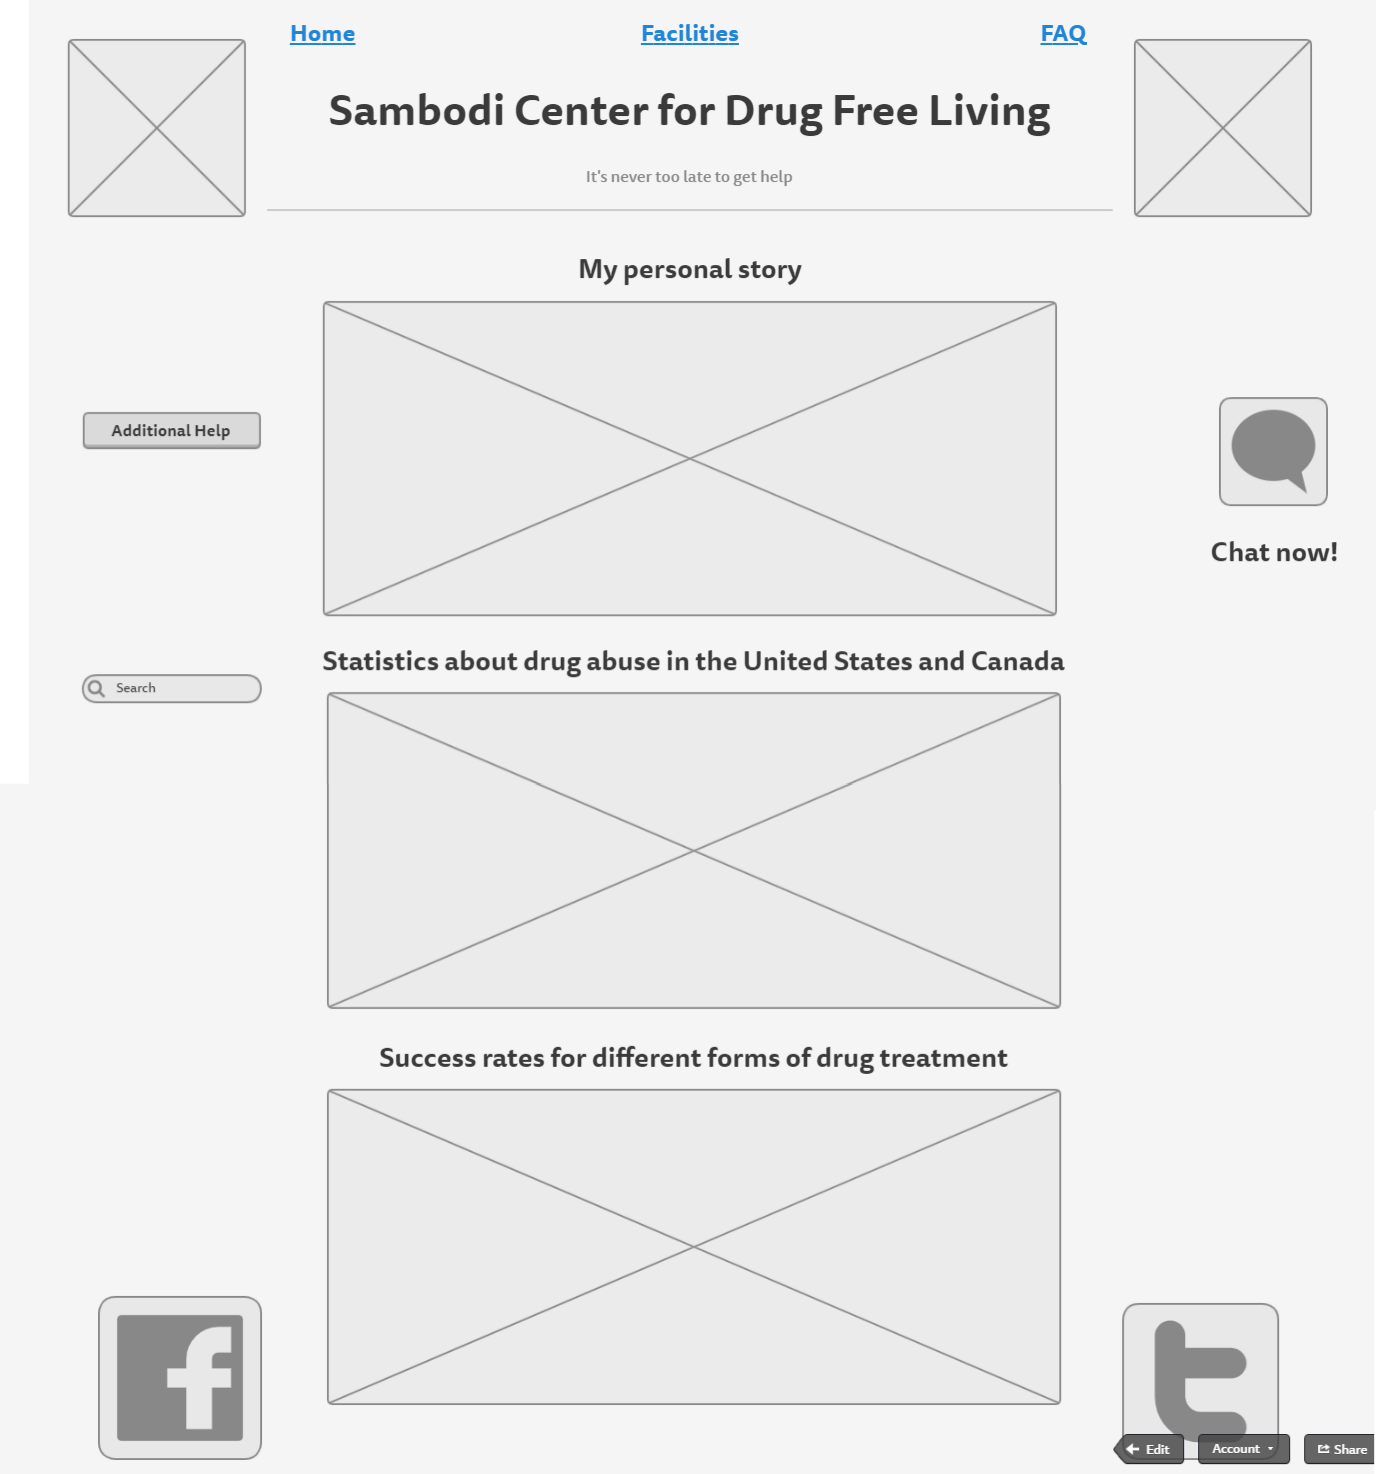 Home
Facilities
FAQ
Sambodi Center for Drug Free Living
It's never too late to get help
My personal story
Additional Help
Chat now!
Statistics about drug abuse in the United States and Canada
Search
Success rates for different forms of drug treatment
Edit
Account
Share